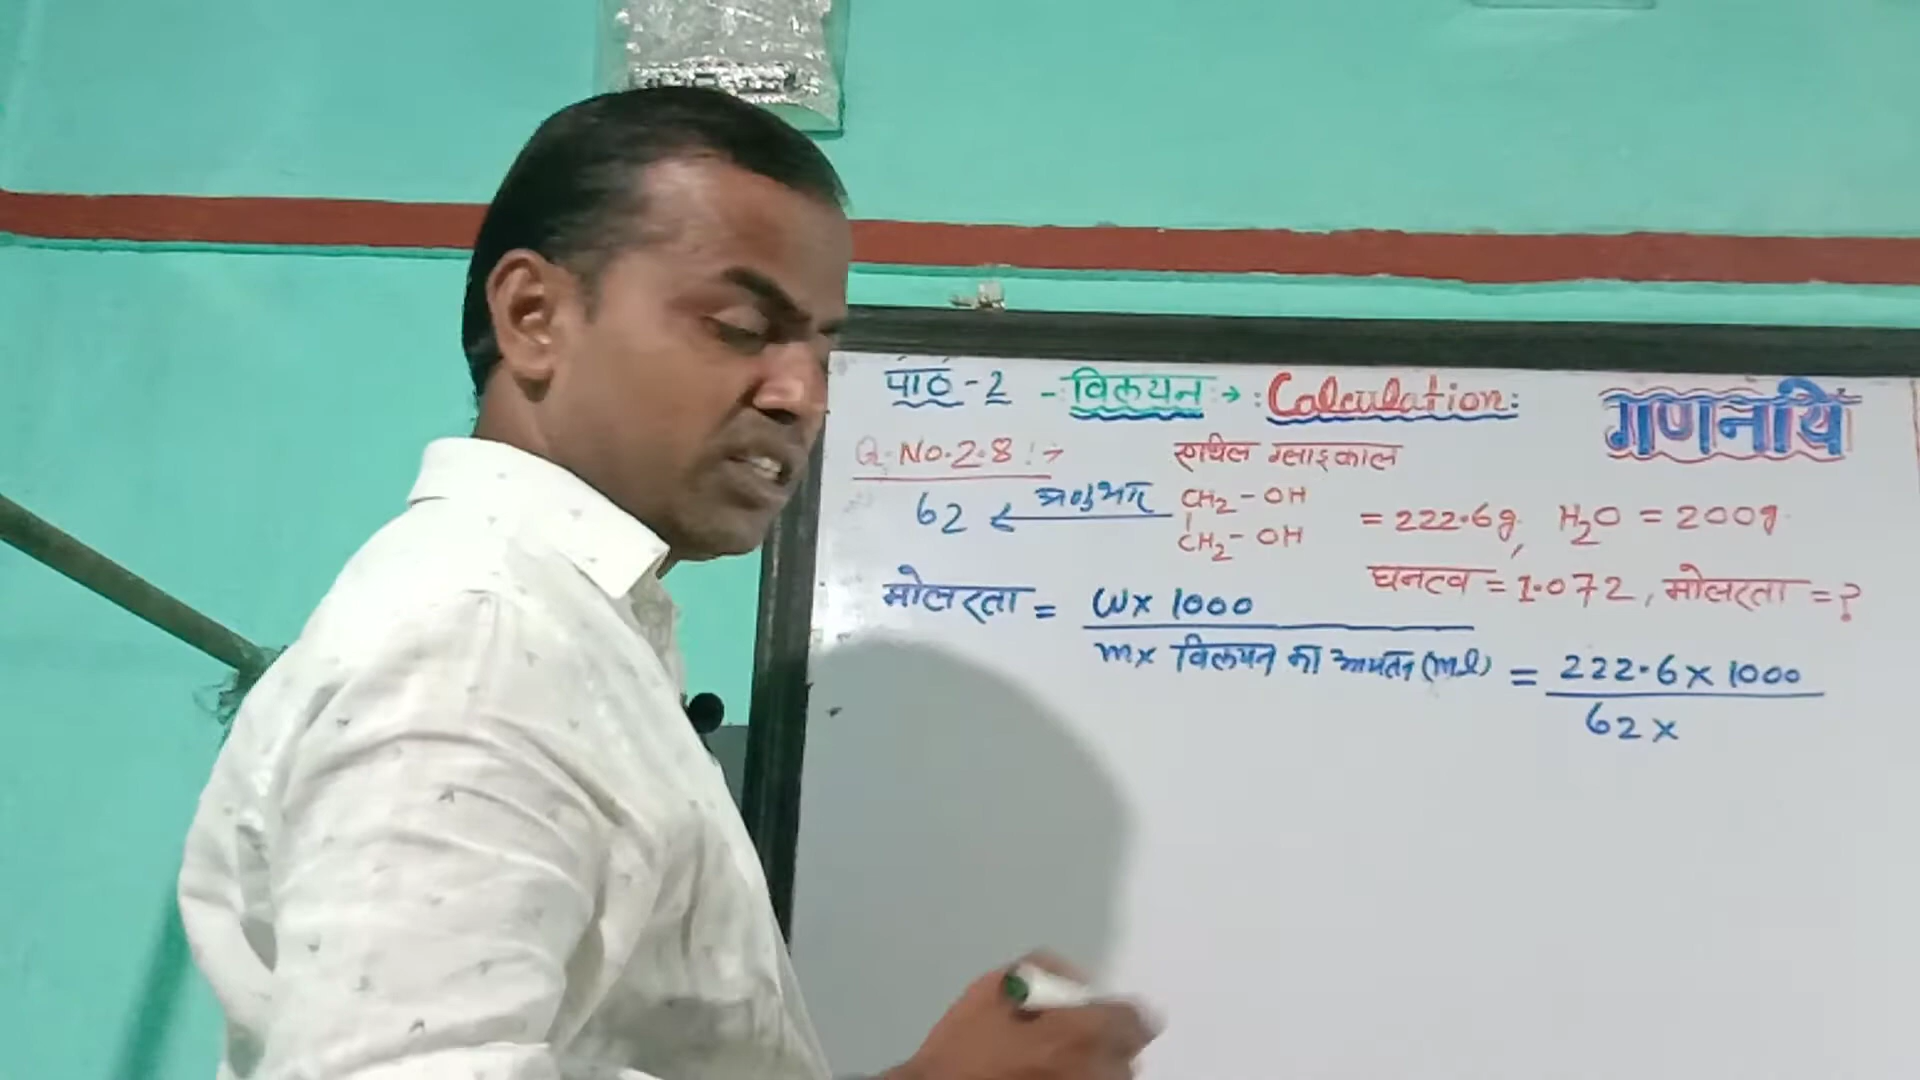 पाठ-2 - विलयन → : Calculation: गणनायें
Q.No.2.8 :→ एथिल ग्लाइकाल
62 ← अणुभार CH2-OH
CH2-OH = 222.6g, H2O = 200g
घनत्व = 1.072, मोलरता = ?
मोलरता = W x 1000
m x विलयन का आयतन (ml) = 222.6 x 1000
62 x